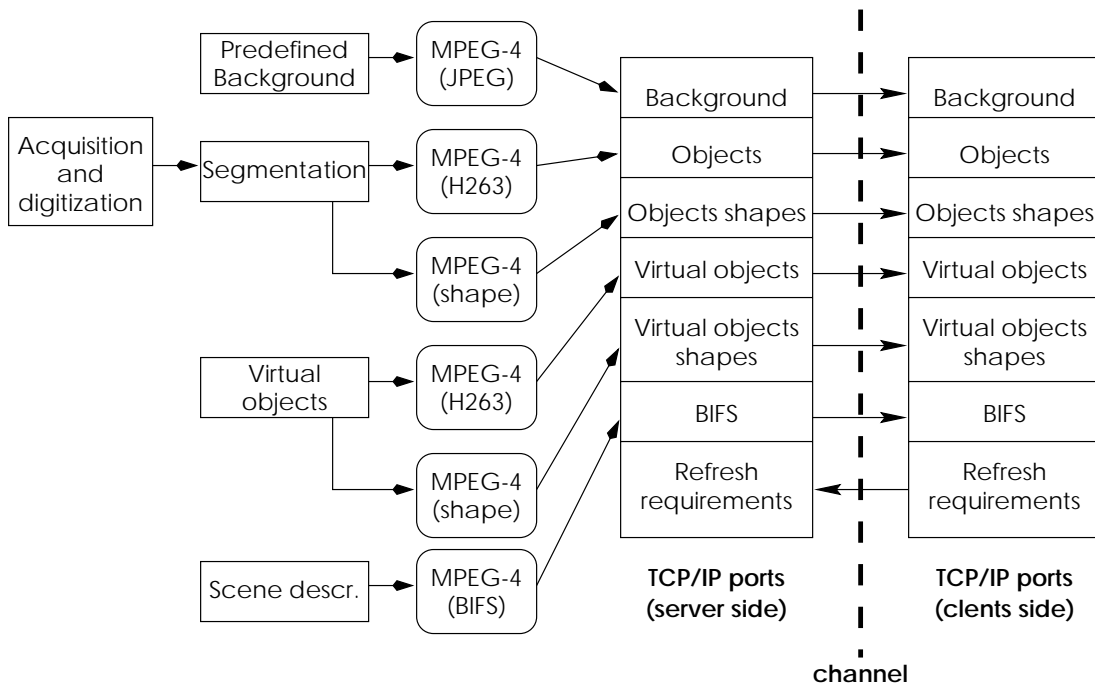 Predefined
Background
MPEG-4
(JPEG)
Acquisition
and
digitization
Segmentation
MPEG-4
(H263)
MPEG-4
(shape)
Virtual
objects
MPEG-4
(H263)
MPEG-4
(shape)
Scene descr.
MPEG-4
(BIFS)
Background
Objects
Objects shapes
Virtual objects
Virtual objects
shapes
BIFS
Refresh
requirements
TCP/IP ports
(server side)
Background
Objects
Objects shapes
Virtual objects
Virtual objects
shapes
BIFS
Refresh
requirements
TCP/IP ports
(clents side)
channel